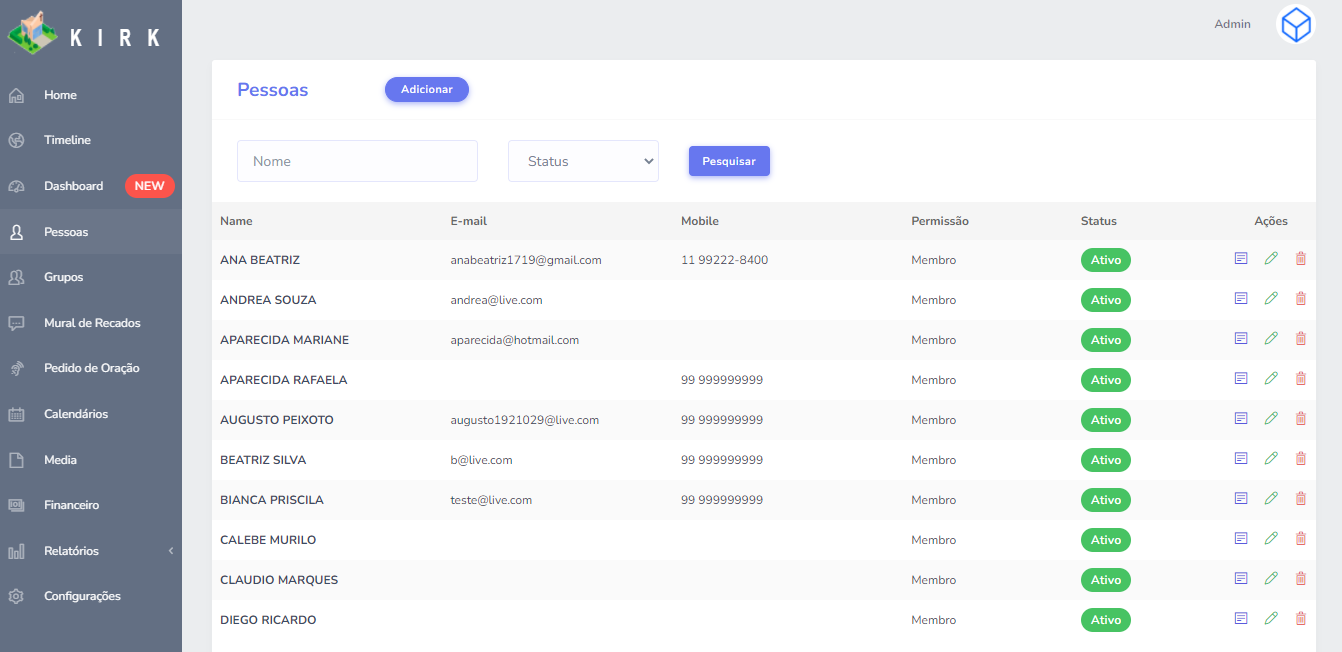 KIRK
Admin
Home
Timeline
Dashboard NEW
Pessoas
Grupos
Mural de Recados
Pedido de Oração
Calendários
Media
Financeiro
Relatórios
Configurações
Pessoas Adicionar
Nome Status Pesquisar
Name E-mail Mobile Permissão Status Ações
ANA BEATRIZ anabeatriz1719@gmail.com 11 99222-8400 Membro Ativo
ANDREA SOUZA andrea@live.com Membro Ativo
APARECIDA MARIANE aparecida@hotmail.com Membro Ativo
APARECIDA RAFAELA 99 999999999 Membro Ativo
AUGUSTO PEIXOTO augusto1921029@live.com 99 999999999 Membro Ativo
BEATRIZ SILVA b@live.com 99 999999999 Membro Ativo
BIANCA PRISCILA teste@live.com 99 999999999 Membro Ativo
CALEBE MURILO Membro Ativo
CLAUDIO MARQUES Membro Ativo
DIEGO RICARDO Membro Ativo